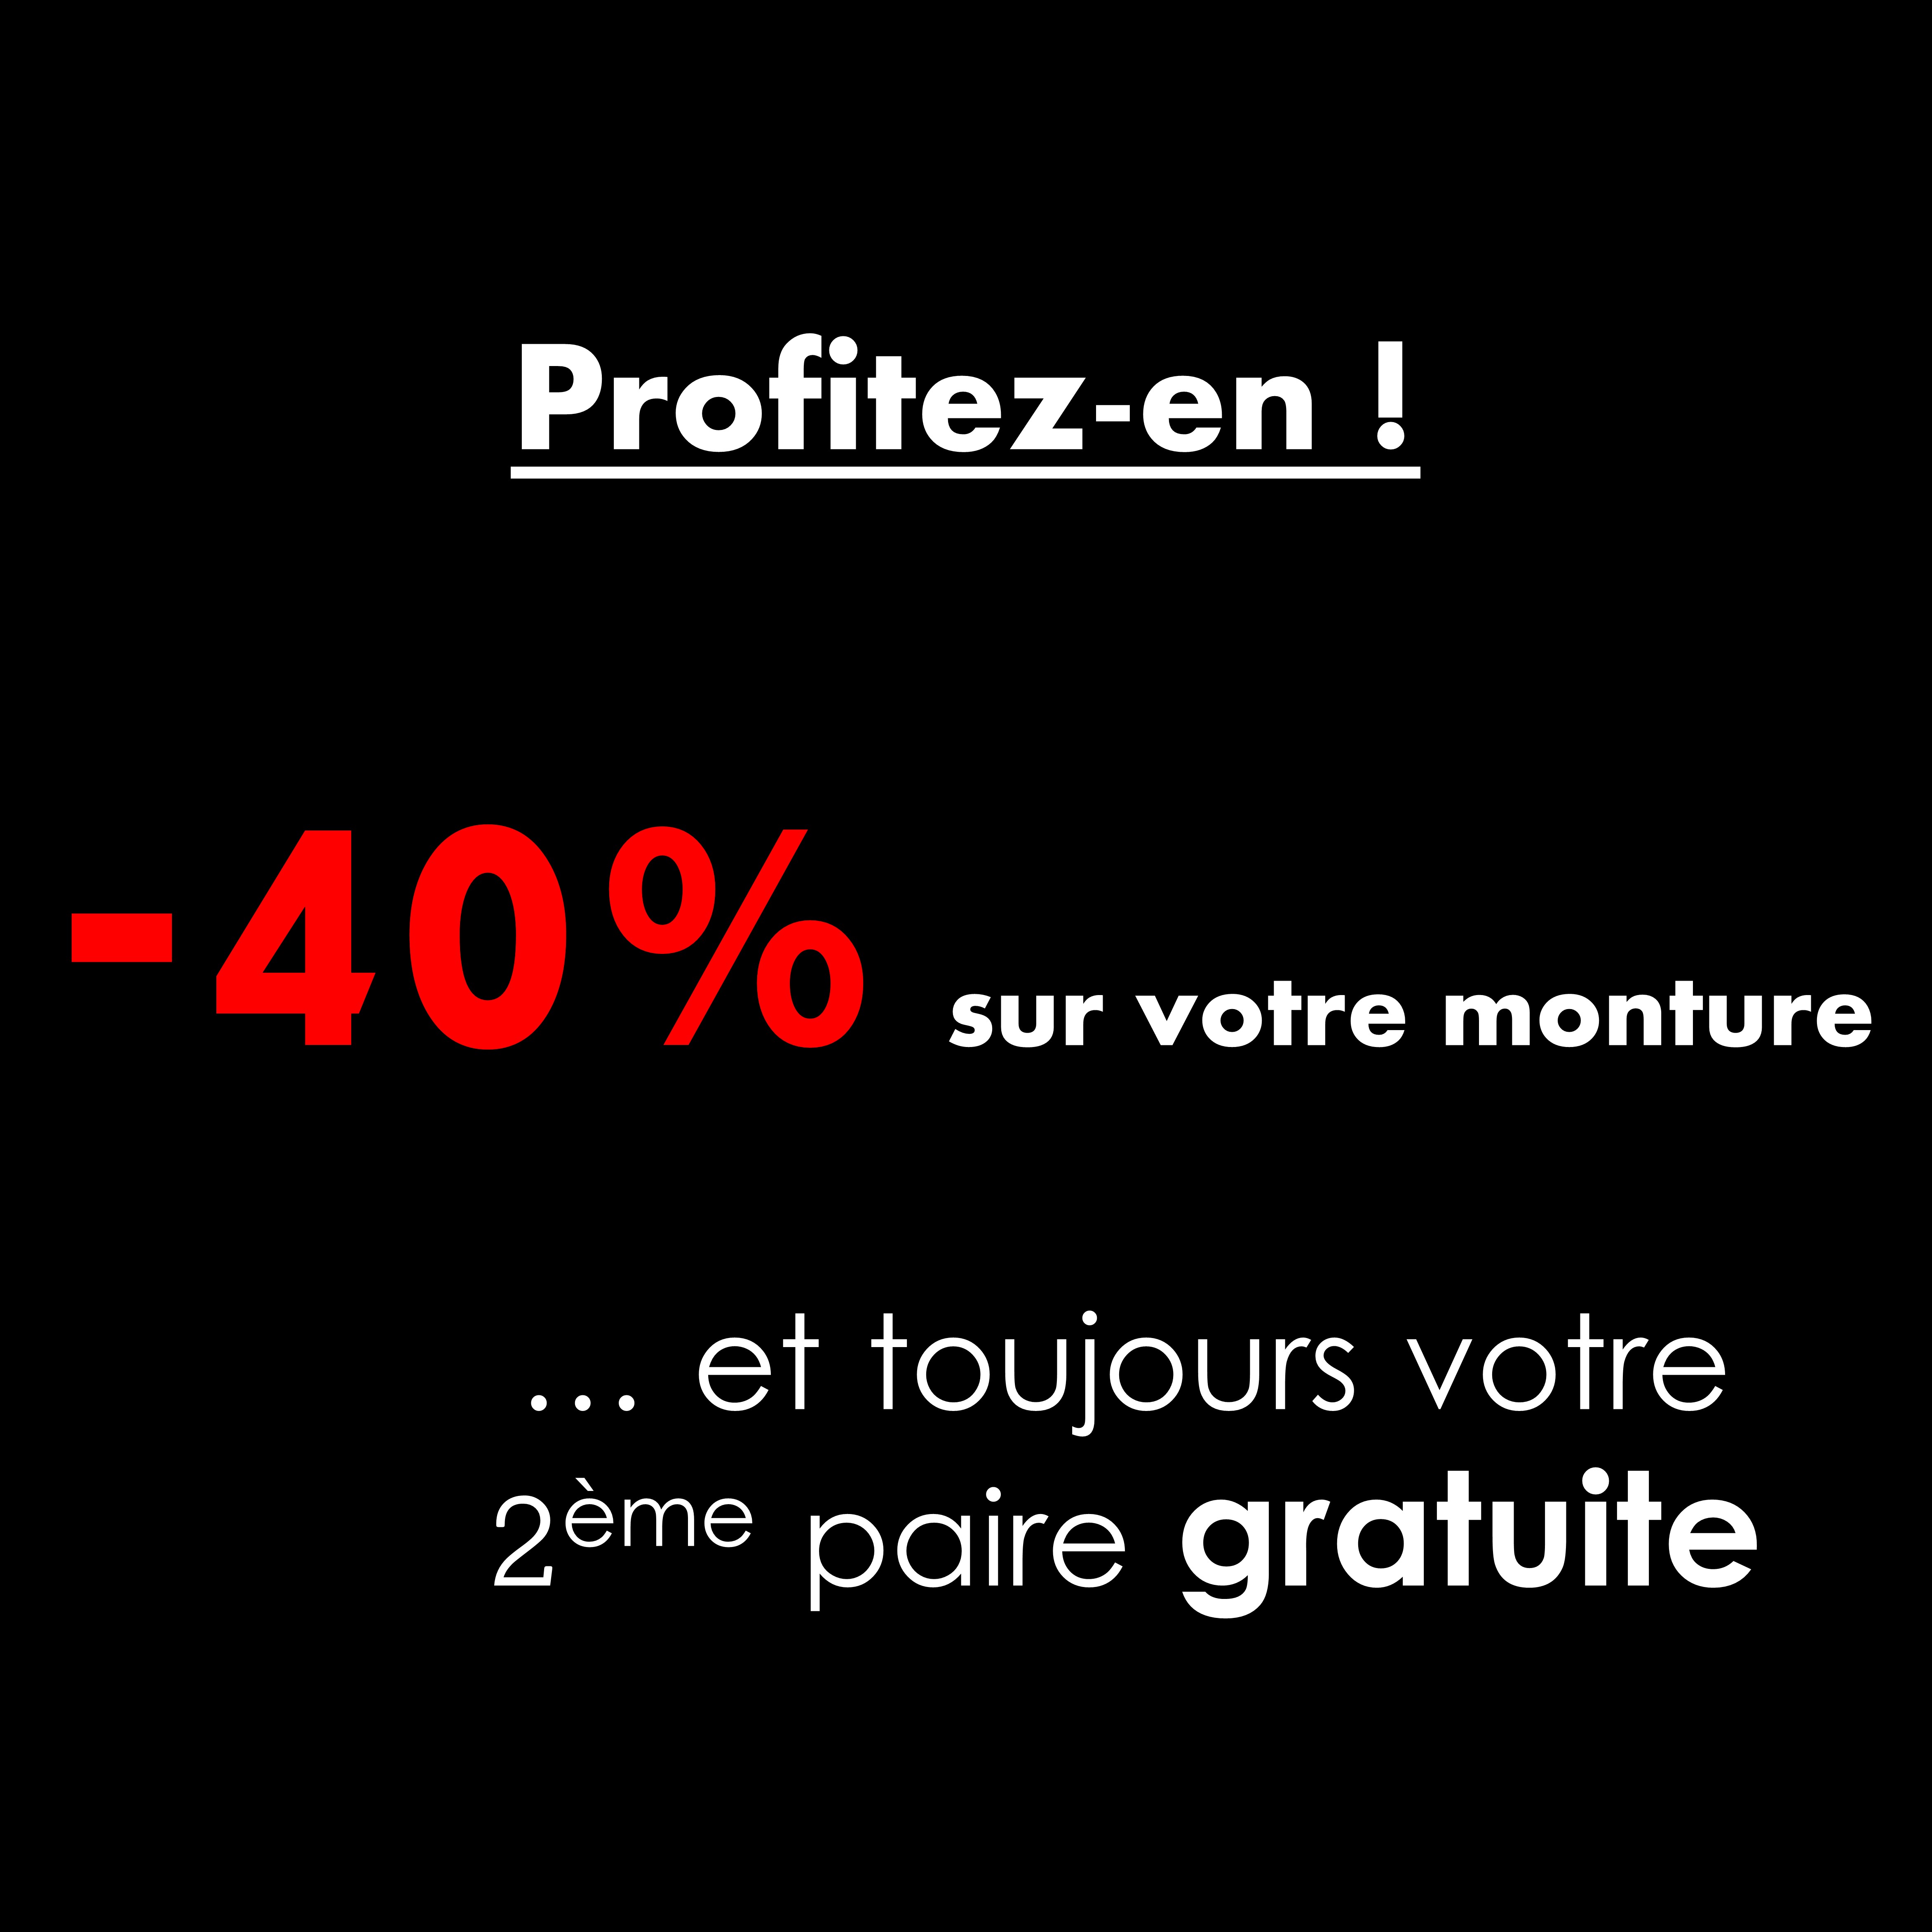 Profitez-en !
-40% sur votre monture
... et toujours votre
2ème paire gratuite